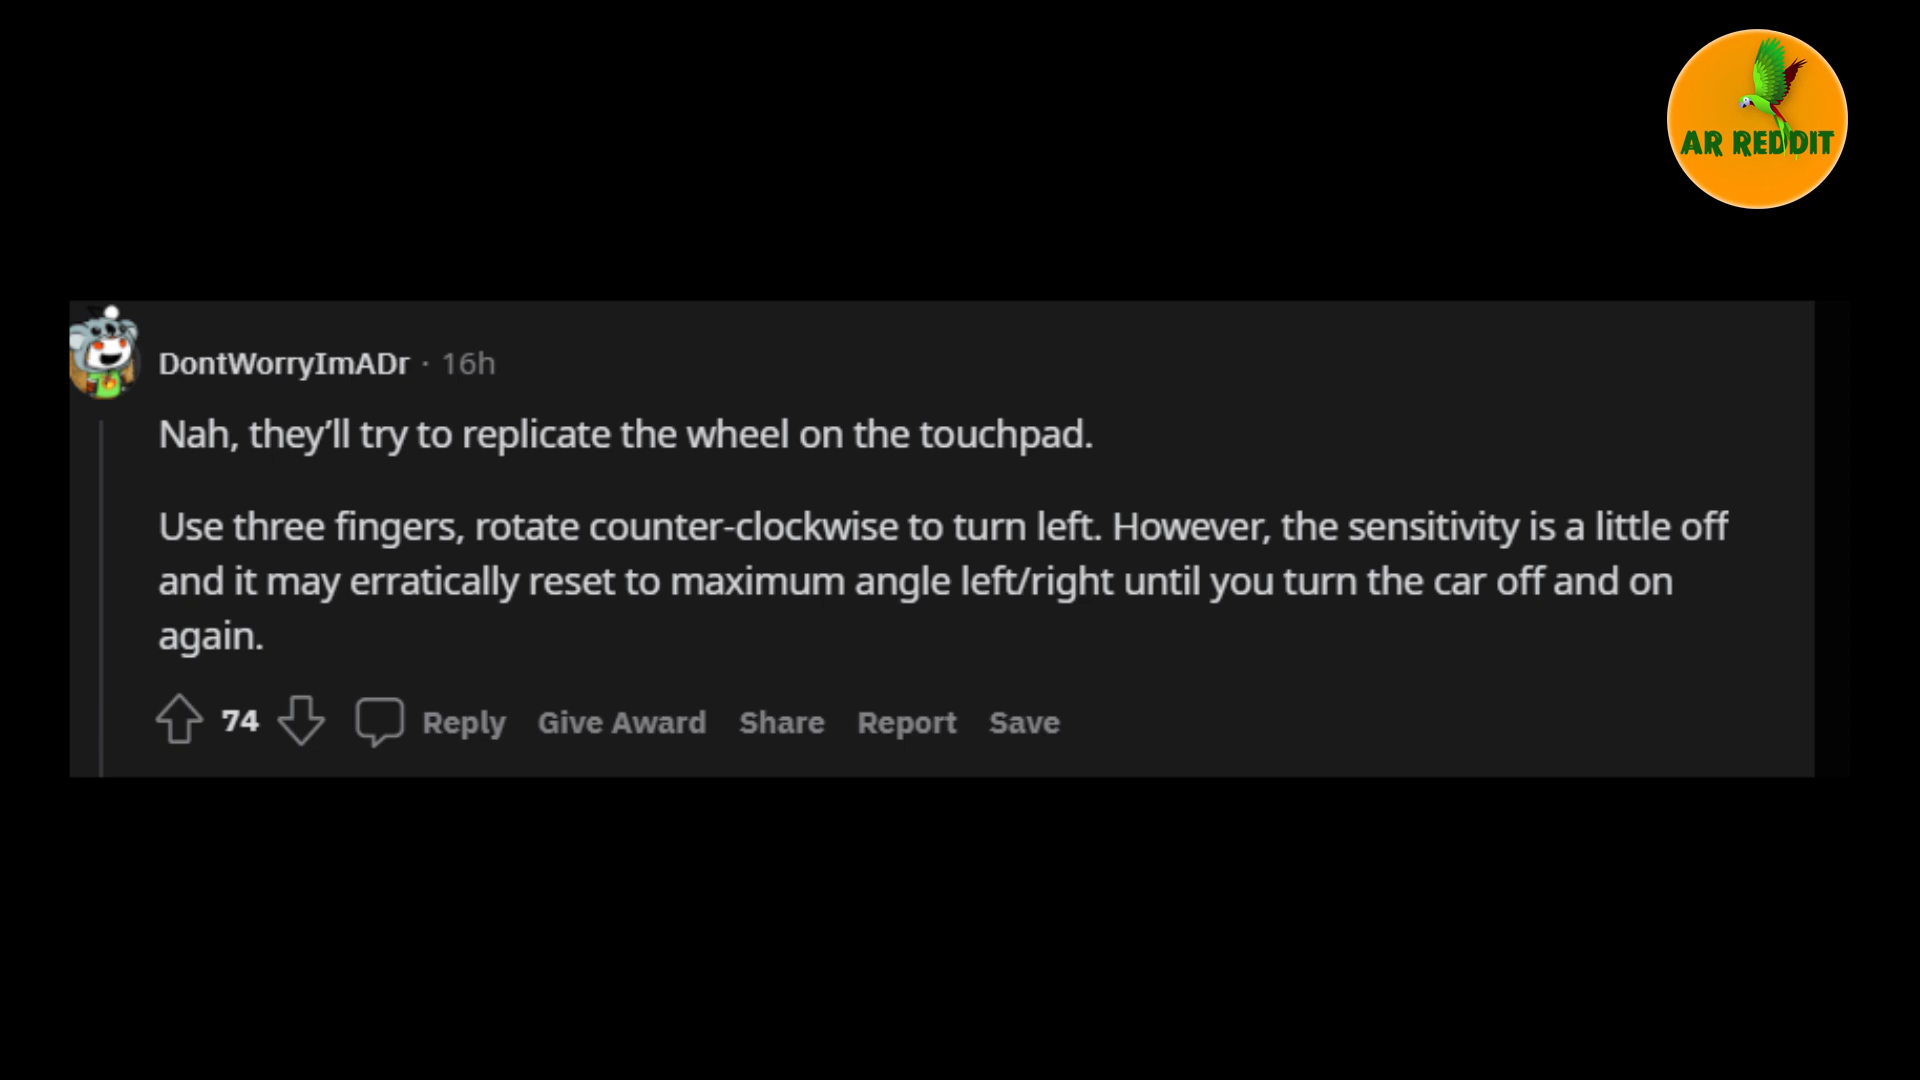 AR REDDIT
DontWorryImADr · 16h
Nah, they’ll try to replicate the wheel on the touchpad.
Use three fingers, rotate counter-clockwise to turn left. However, the sensitivity is a little off
and it may erratically reset to maximum angle left/right until you turn the car off and on
again.
74 Reply Give Award Share Report Save